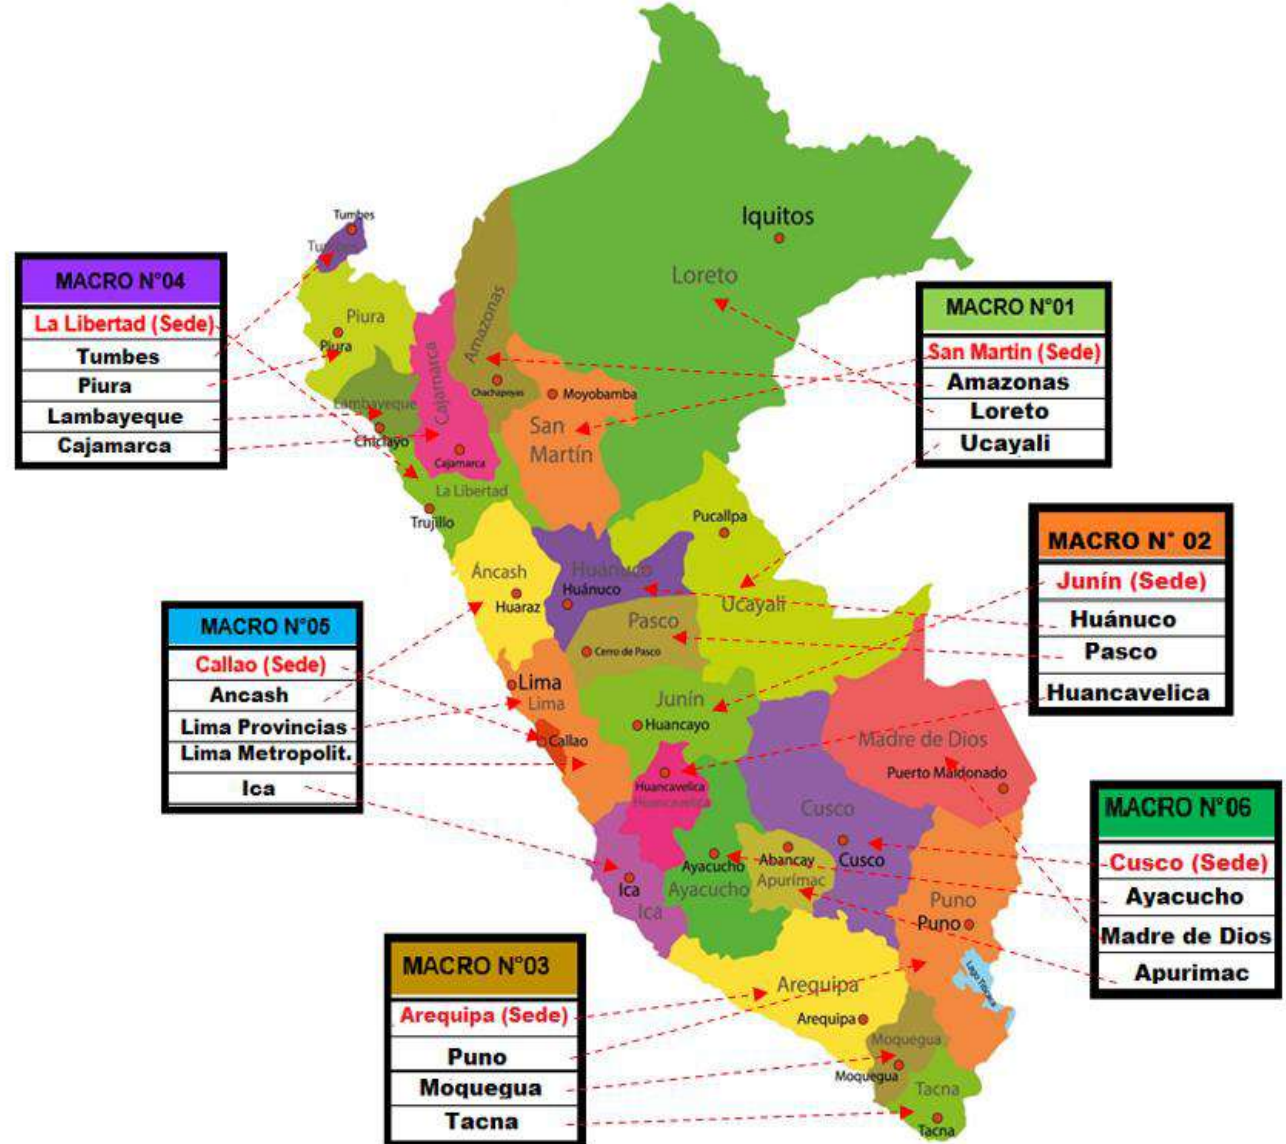 Tumbes
Tumbes
MACRO N°04
La Libertad (Sede)
Tumbes
Piura
Lambayeque
Cajamarca
Piura
Piura
Lambayeque
Chiclayo
Cajamarca
Cajamarca
Amazonas
Chachapoyas
Iquitos
Loreto
MACRO N°01
San Martin (Sede)
Amazonas
Loreto
Ucayali
Moyobamba
San
Martín
La Libertad
Trujillo
Pucallpa
Ucayali
MACRO N° 02
Junín (Sede)
Huánuco
Pasco
Huancavelica
Áncash
Huaraz
Huánuco
Huánuco
Pasco
Cerro de Pasco
MACRO N°05
Callao (Sede)
Ancash
Lima Provincias
Lima Metropolit.
Ica
Lima
Lima
Callao
Junín
Huancayo
Huancavelica
Huancavelica
Madre de Dios
Puerto Maldonado
Cusco
Cusco
MACRO N°06
Cusco (Sede)
Ayacucho
Madre de Dios
Apurimac
Ayacucho
Ayacucho
Abancay
Apurímac
Ica
Ica
Puno
Puno
Lago Titicaca
MACRO N°03
Arequipa (Sede)
Puno
Moquegua
Tacna
Arequipa
Arequipa
Moquegua
Moquegua
Tacna
Tacna